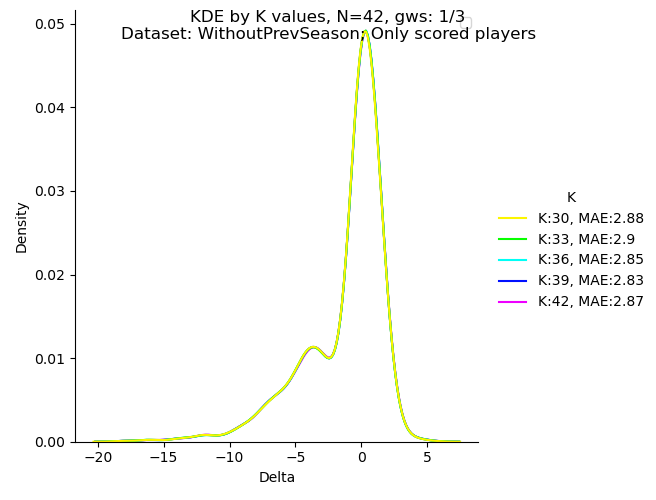 KDE by K values, N=42, gws: 1/3
Dataset: WithoutPrevSeason; Only scored players
0.05
0.04
0.03
0.02
0.01
0.00
Density
−20
−15
−10
−5
0
5
Delta
K
K:30, MAE:2.88
K:33, MAE:2.9
K:36, MAE:2.85
K:39, MAE:2.83
K:42, MAE:2.87